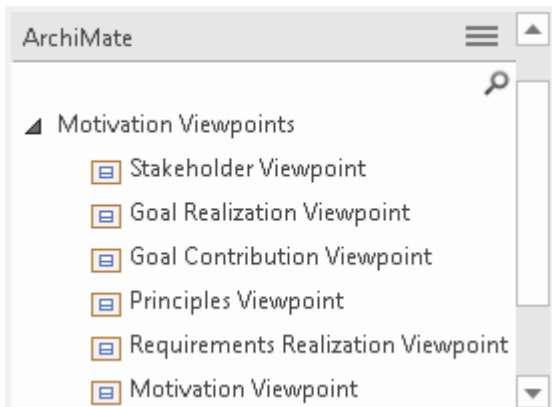 ArchiMate
Motivation Viewpoints
Stakeholder Viewpoint
Goal Realization Viewpoint
Goal Contribution Viewpoint
Principles Viewpoint
Requirements Realization Viewpoint
Motivation Viewpoint